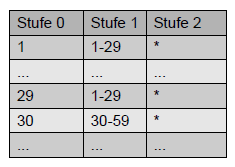 Stufe 0 Stufe 1 Stufe 2
1 1-29 *
... ... ...
29 1-29 *
30 30-59 *
... ... ...